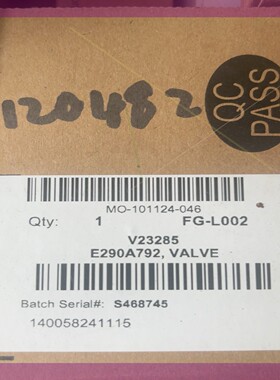 120482
QC
PASS
MO-101124-046
Qty: 1 FG-L002
V23285
E290A792, VALVE
Batch Serial#: S468745
140058241115